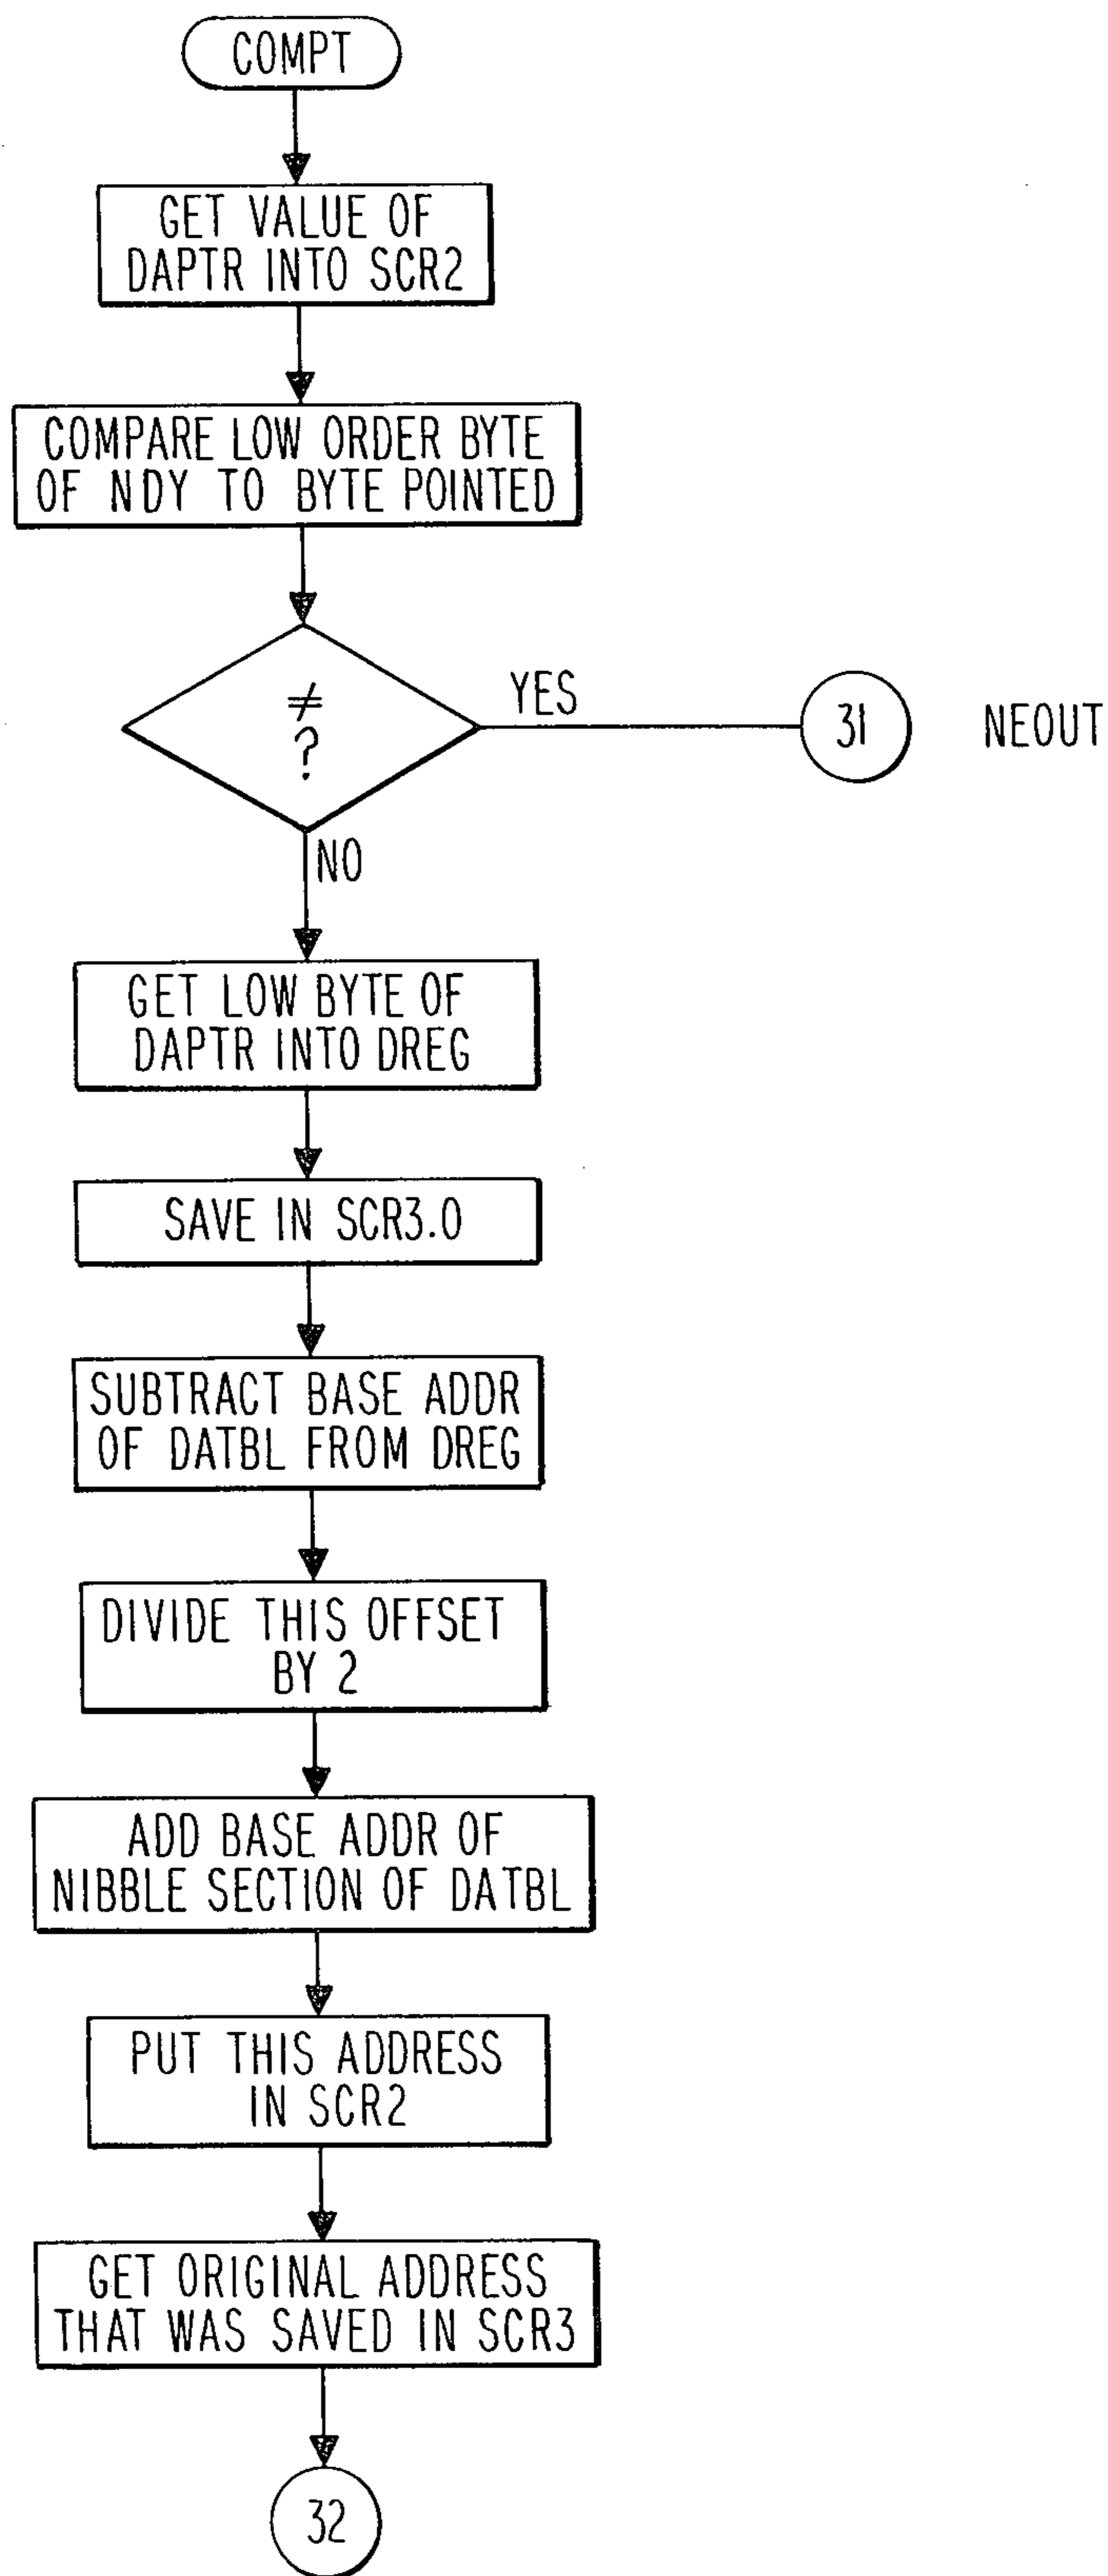 COMPT
GET VALUE OF
DAPTR INTO SCR2
COMPARE LOW ORDER BYTE
OF NDY TO BYTE POINTED
≠
?
YES
31
NEOUT
NO
GET LOW BYTE OF
DAPTR INTO DREG
SAVE IN SCR3.0
SUBTRACT BASE ADDR
OF DATBL FROM DREG
DIVIDE THIS OFFSET
BY 2
ADD BASE ADDR OF
NIBBLE SECTION OF DATBL
PUT THIS ADDRESS
IN SCR2
GET ORIGINAL ADDRESS
THAT WAS SAVED IN SCR3
32